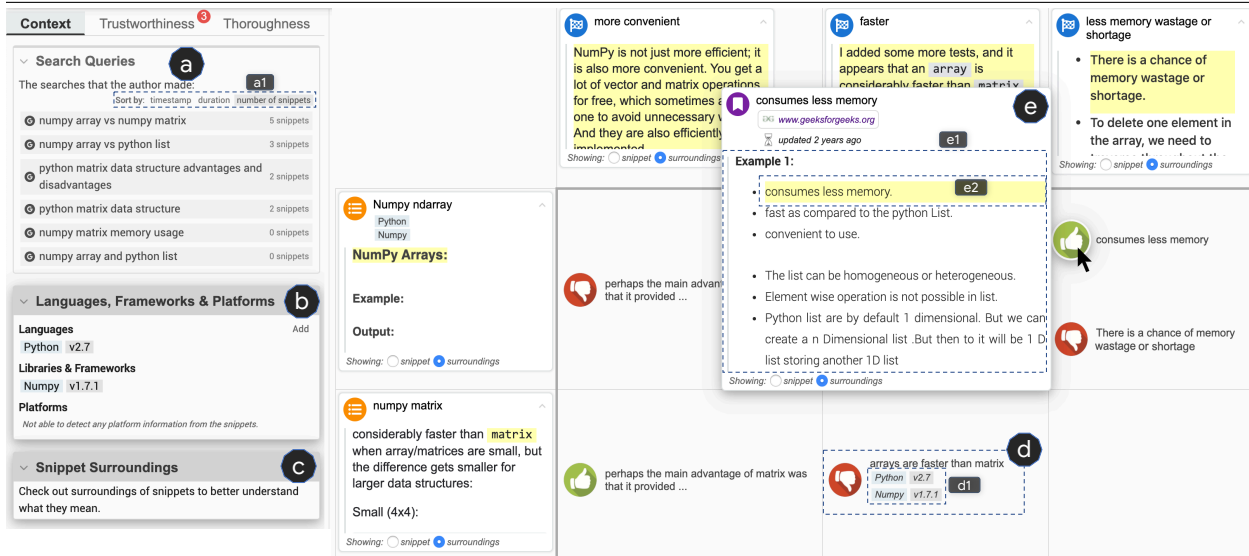 Context
Trustworthiness
3
Thoroughness
Search Queries
a
The searches that the author made:
a1
Sort by: timestamp duration number of snippets
numpy array vs numpy matrix 5 snippets
numpy array vs python list 3 snippets
python matrix data structure advantages and
disadvantages 2 snippets
python matrix data structure 2 snippets
numpy matrix memory usage 0 snippets
numpy array and python list 0 snippets
Languages, Frameworks & Platforms
b
Languages Add
Python v2.7
Libraries & Frameworks
Numpy v1.7.1
Platforms
Not able to detect any platform information from the snippets.
Snippet Surroundings
c
Check out surroundings of snippets to better understand
what they mean.
more convenient
NumPy is not just more efficient; it
is also more convenient. You get a
lot of vector and matrix operations
for free, which sometimes
one to avoid unnecessary
And they are also efficiently
implemented
Showing: snippet surroundings
faster
I added some more tests, and it
appears that an array is
considerably faster than matrix
less memory wastage or
shortage
• There is a chance of
memory wastage or
shortage.
• To delete one element in
the array, we need to
Showing: snippet surroundings
Numpy ndarray
Python
Numpy
NumPy Arrays:
Example:
Output:
Showing: snippet surroundings
perhaps the main
that it provided ...
consumes less memory
e
www.geeksforgeeks.org
updated 2 years ago
e1
Example 1:
• consumes less memory.
e2
• fast as compared to the python List.
• convenient to use.
• The list can be homogeneous or heterogeneous.
• Element wise operation is not possible in list.
• Python list are by default 1 dimensional. But we can
create a n Dimensional list .But then to it will be 1 D
list storing another 1D list
Showing: snippet surroundings
consumes less memory
There is a chance of memory
wastage or shortage
numpy matrix
considerably faster than matrix
when array/matrices are small, but
the difference gets smaller for
larger data structures:
Small (4x4):
Showing: snippet surroundings
perhaps the main advantage of matrix was
that it provided ...
d
arrays are faster than matrix
Python v2.7
Numpy v1.7.1
d1